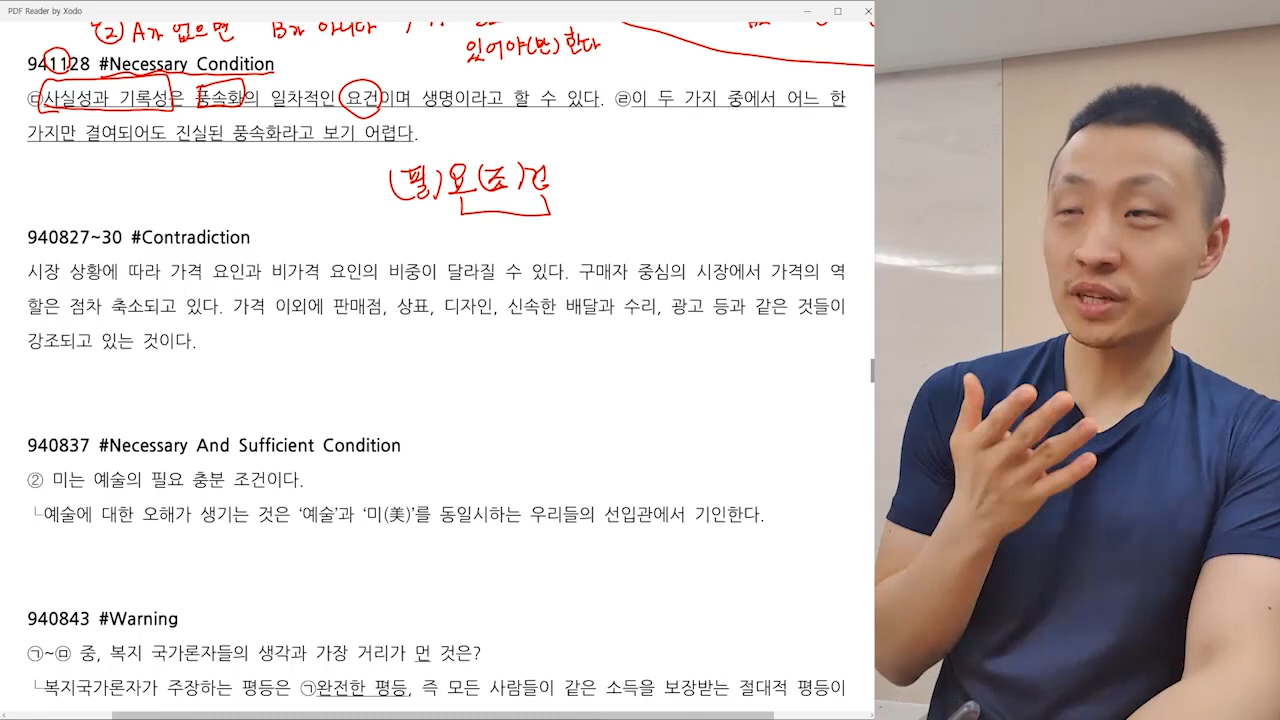 PDF Reader by Xodo
② A가 없으면 B가 아니다
있어야(만) 한다
941128 #Necessary Condition
㉢사실성과 기록성은 풍속화의 일차적인 요건이며 생명이라고 할 수 있다. ㉣이 두 가지 중에서 어느 한
가지만 결여되어도 진실된 풍속화라고 보기 어렵다.
(필)요(조)건
940827~30 #Contradiction
시장 상황에 따라 가격 요인과 비가격 요인의 비중이 달라질 수 있다. 구매자 중심의 시장에서 가격의 역
할은 점차 축소되고 있다. 가격 이외에 판매점, 상표, 디자인, 신속한 배달과 수리, 광고 등과 같은 것들이
강조되고 있는 것이다.
940837 #Necessary And Sufficient Condition
② 미는 예술의 필요 충분 조건이다.
└예술에 대한 오해가 생기는 것은 ‘예술’과 ‘미(美)’를 동일시하는 우리들의 선입관에서 기인한다.
940843 #Warning
㉠~㉤ 중, 복지 국가론자들의 생각과 가장 거리가 먼 것은?
└복지국가론자가 주장하는 평등은 ㉠완전한 평등, 즉 모든 사람들이 같은 소득을 보장받는 절대적 평등이